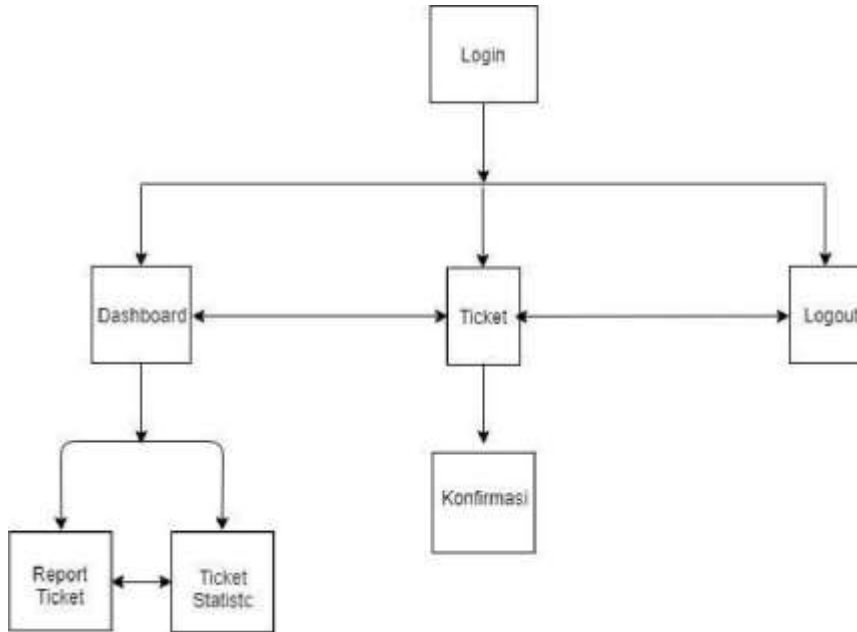 Login
Dashboard
Ticket
Logout
Konfirmasi
Report
Ticket
Ticket
Statistc